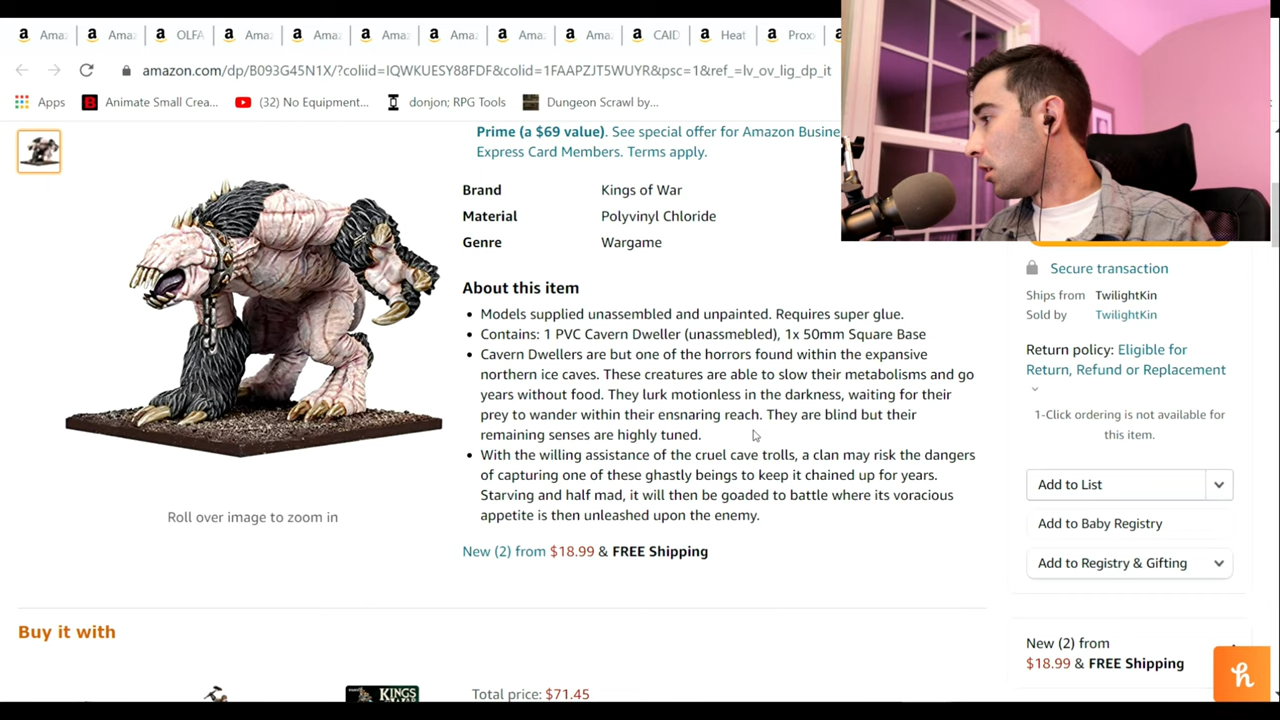 Ama
Ama
OLFA
Ama
Ama
Ama
Ama
Ama
Ama
CAID
Heat
Prox
amazon.com/dp/B093G45N1X/?coliid=IQWKUESY88FDF&colid=1FAAPZJT5WUYR&psc=1&ref_=lv_ov_lig_dp_it
Apps
Animate Small Crea...
(32) No Equipment...
donjon; RPG Tools
Dungeon Scrawl by...
Prime (a $69 value). See special offer for Amazon Busine
Express Card Members. Terms apply.
Brand Kings of War
Material Polyvinyl Chloride
Genre Wargame
About this item
• Models supplied unassembled and unpainted. Requires super glue.
• Contains: 1 PVC Cavern Dweller (unassmebled), 1x 50mm Square Base
• Cavern Dwellers are but one of the horrors found within the expansive
northern ice caves. These creatures are able to slow their metabolisms and go
years without food. They lurk motionless in the darkness, waiting for their
prey to wander within their ensnaring reach. They are blind but their
remaining senses are highly tuned.
• With the willing assistance of the cruel cave trolls, a clan may risk the dangers
of capturing one of these ghastly beings to keep it chained up for years.
Starving and half mad, it will then be goaded to battle where its voracious
appetite is then unleashed upon the enemy.
New (2) from $18.99 & FREE Shipping
Roll over image to zoom in
Secure transaction
Ships from TwilightKin
Sold by TwilightKin
Return policy: Eligible for
Return, Refund or Replacement
1-Click ordering is not available for
this item.
Add to List
Add to Baby Registry
Add to Registry & Gifting
New (2) from
$18.99 & FREE Shipping
Buy it with
KINGS
Total price: $71.45
h